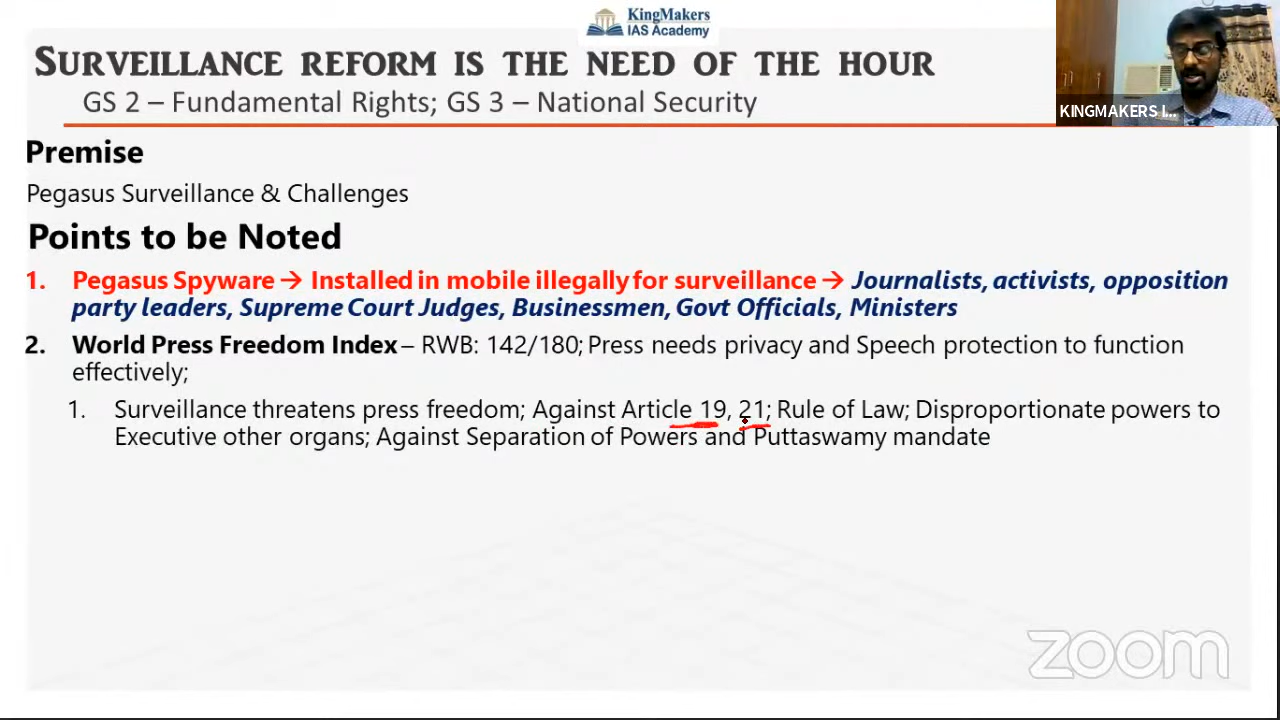 KingMakers
IAS Academy
SURVEILLANCE REFORM IS THE NEED OF THE HOUR
GS 2 – Fundamental Rights; GS 3 – National Security
KINGMAKERS I...
Premise
Pegasus Surveillance & Challenges
Points to be Noted
1. Pegasus Spyware → Installed in mobile illegally for surveillance → Journalists, activists, opposition
party leaders, Supreme Court Judges, Businessmen, Govt Officials, Ministers
2. World Press Freedom Index – RWB: 142/180; Press needs privacy and Speech protection to function
effectively;
1. Surveillance threatens press freedom; Against Article 19, 21; Rule of Law; Disproportionate powers to
Executive other organs; Against Separation of Powers and Puttaswamy mandate
zoom